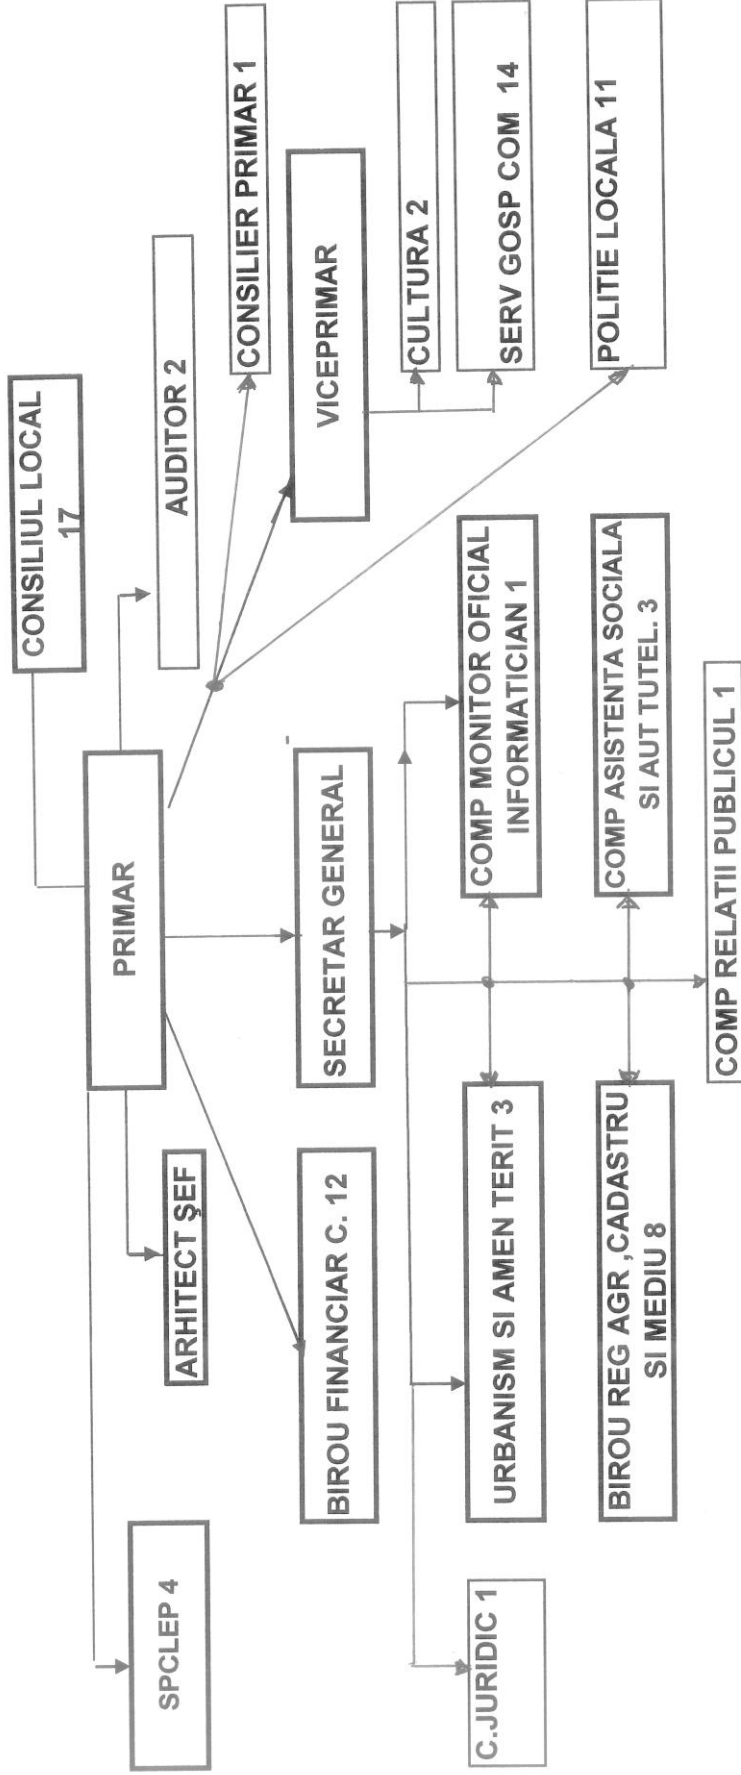 CONSILIUL LOCAL
17
PRIMAR
SPCLEP 4
ARHITECT ŞEF
AUDITOR 2
CONSILIER PRIMAR 1
BIROU FINANCIAR C. 12
SECRETAR GENERAL
VICEPRIMAR
CULTURA 2
C.JURIDIC 1
URBANISM SI AMEN TERIT 3
COMP MONITOR OFICIAL
INFORMATICIAN 1
SERV GOSP COM 14
BIROU REG AGR ,CADASTRU
SI MEDIU 8
COMP ASISTENTA SOCIALA
SI AUT TUTEL. 3
POLITIE LOCALA 11
COMP RELATII PUBLICUL 1